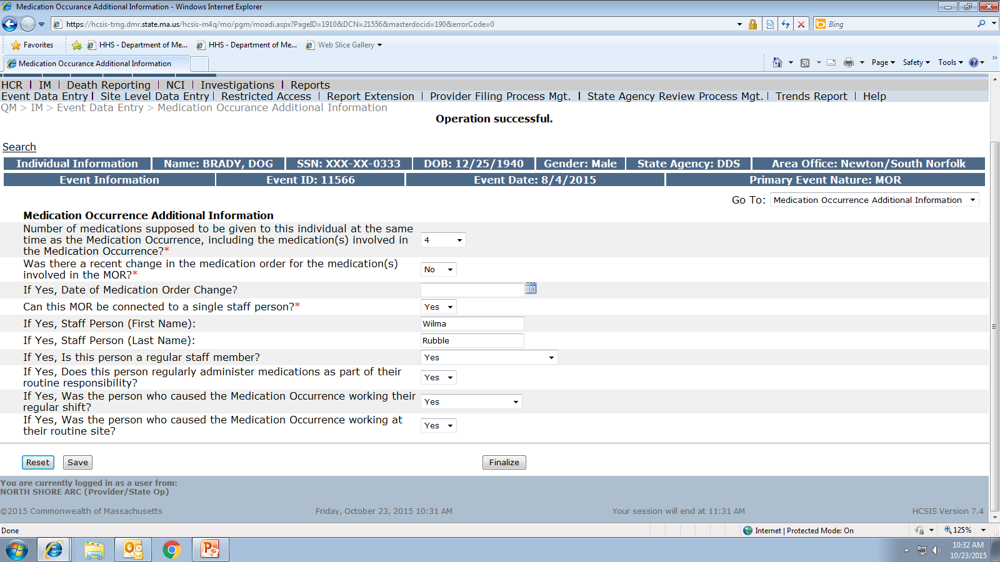 Medication Occurance Additional Information - Windows Internet Explorer
https://hcsis-trng.dmr.state.ma.us/hcsis-m4q/mo/pgm/moadi.aspx?PageID=1910&DCN=21556&masterdocid=190&errorCode=0
Bing
Favorites HHS - Department of Me... HHS - Department of Me... Web Slice Gallery
Medication Occurance Additional Information
Page Safety Tools
HCR | IM | Death Reporting | NCI | Investigations | Reports
Event Data Entry | Site Level Data Entry | Restricted Access | Report Extension | Provider Filing Process Mgt. | State Agency Review Process Mgt. | Trends Report | Help
QM > IM > Event Data Entry > Medication Occurance Additional Information
Operation successful.
Search
Individual Information Name: BRADY, DOG SSN: XXX-XX-0333 DOB: 12/25/1940 Gender: Male State Agency: DDS Area Office: Newton/South Norfolk
Event Information Event ID: 11566 Event Date: 8/4/2015 Primary Event Nature: MOR
Go To: Medication Occurrence Additional Information
Medication Occurrence Additional Information
Number of medications supposed to be given to this individual at the same
time as the Medication Occurrence, including the medication(s) involved in
the Medication Occurrence?*
4
Was there a recent change in the medication order for the medication(s)
involved in the MOR?*
No
If Yes, Date of Medication Order Change?
Can this MOR be connected to a single staff person?* Yes
If Yes, Staff Person (First Name): Wilma
If Yes, Staff Person (Last Name): Rubble
If Yes, Is this person a regular staff member? Yes
If Yes, Does this person regularly administer medications as part of their
routine responsibility?
Yes
If Yes, Was the person who caused the Medication Occurrence working their
regular shift?
Yes
If Yes, Was the person who caused the Medication Occurrence working at
their routine site?
Yes
Reset Save Finalize
You are currently logged in as a user from:
NORTH SHORE ARC (Provider/State Op)
©2015 Commonwealth of Massachusetts Friday, October 23, 2015 10:31 AM Your session will end at 11:31 AM HCSIS Version 7.4
Done Internet | Protected Mode: On 125%
10:32 AM
10/23/2015